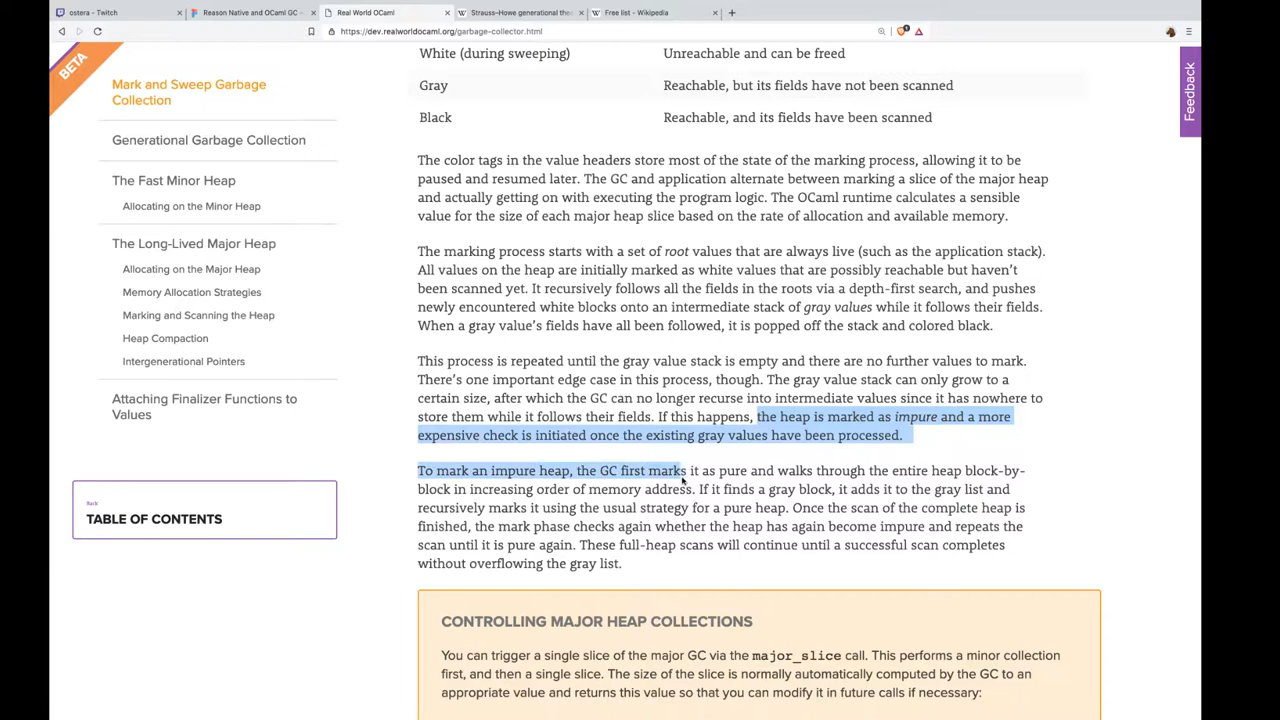 ostera - Twitch
Reason Native and OCaml GC -
Real World OCaml
Strauss–Howe generational the
Free list - Wikipedia
https://dev.realworldocaml.org/garbage-collector.html
BETA
Feedback
Mark and Sweep Garbage
Collection
Generational Garbage Collection
The Fast Minor Heap
Allocating on the Minor Heap
The Long-Lived Major Heap
Allocating on the Major Heap
Memory Allocation Strategies
Marking and Scanning the Heap
Heap Compaction
Intergenerational Pointers
Attaching Finalizer Functions to
Values
Back
TABLE OF CONTENTS
White (during sweeping) Unreachable and can be freed
Gray Reachable, but its fields have not been scanned
Black Reachable, and its fields have been scanned
The color tags in the value headers store most of the state of the marking process, allowing it to be
paused and resumed later. The GC and application alternate between marking a slice of the major heap
and actually getting on with executing the program logic. The OCaml runtime calculates a sensible
value for the size of each major heap slice based on the rate of allocation and available memory.
The marking process starts with a set of root values that are always live (such as the application stack).
All values on the heap are initially marked as white values that are possibly reachable but haven't
been scanned yet. It recursively follows all the fields in the roots via a depth-first search, and pushes
newly encountered white blocks onto an intermediate stack of gray values while it follows their fields.
When a gray value's fields have all been followed, it is popped off the stack and colored black.
This process is repeated until the gray value stack is empty and there are no further values to mark.
There's one important edge case in this process, though. The gray value stack can only grow to a
certain size, after which the GC can no longer recurse into intermediate values since it has nowhere to
store them while it follows their fields. If this happens, the heap is marked as impure and a more
expensive check is initiated once the existing gray values have been processed.
To mark an impure heap, the GC first marks it as pure and walks through the entire heap block-by-
block in increasing order of memory address. If it finds a gray block, it adds it to the gray list and
recursively marks it using the usual strategy for a pure heap. Once the scan of the complete heap is
finished, the mark phase checks again whether the heap has again become impure and repeats the
scan until it is pure again. These full-heap scans will continue until a successful scan completes
without overflowing the gray list.
CONTROLLING MAJOR HEAP COLLECTIONS
You can trigger a single slice of the major GC via the major_slice call. This performs a minor collection
first, and then a single slice. The size of the slice is normally automatically computed by the GC to an
appropriate value and returns this value so that you can modify it in future calls if necessary: